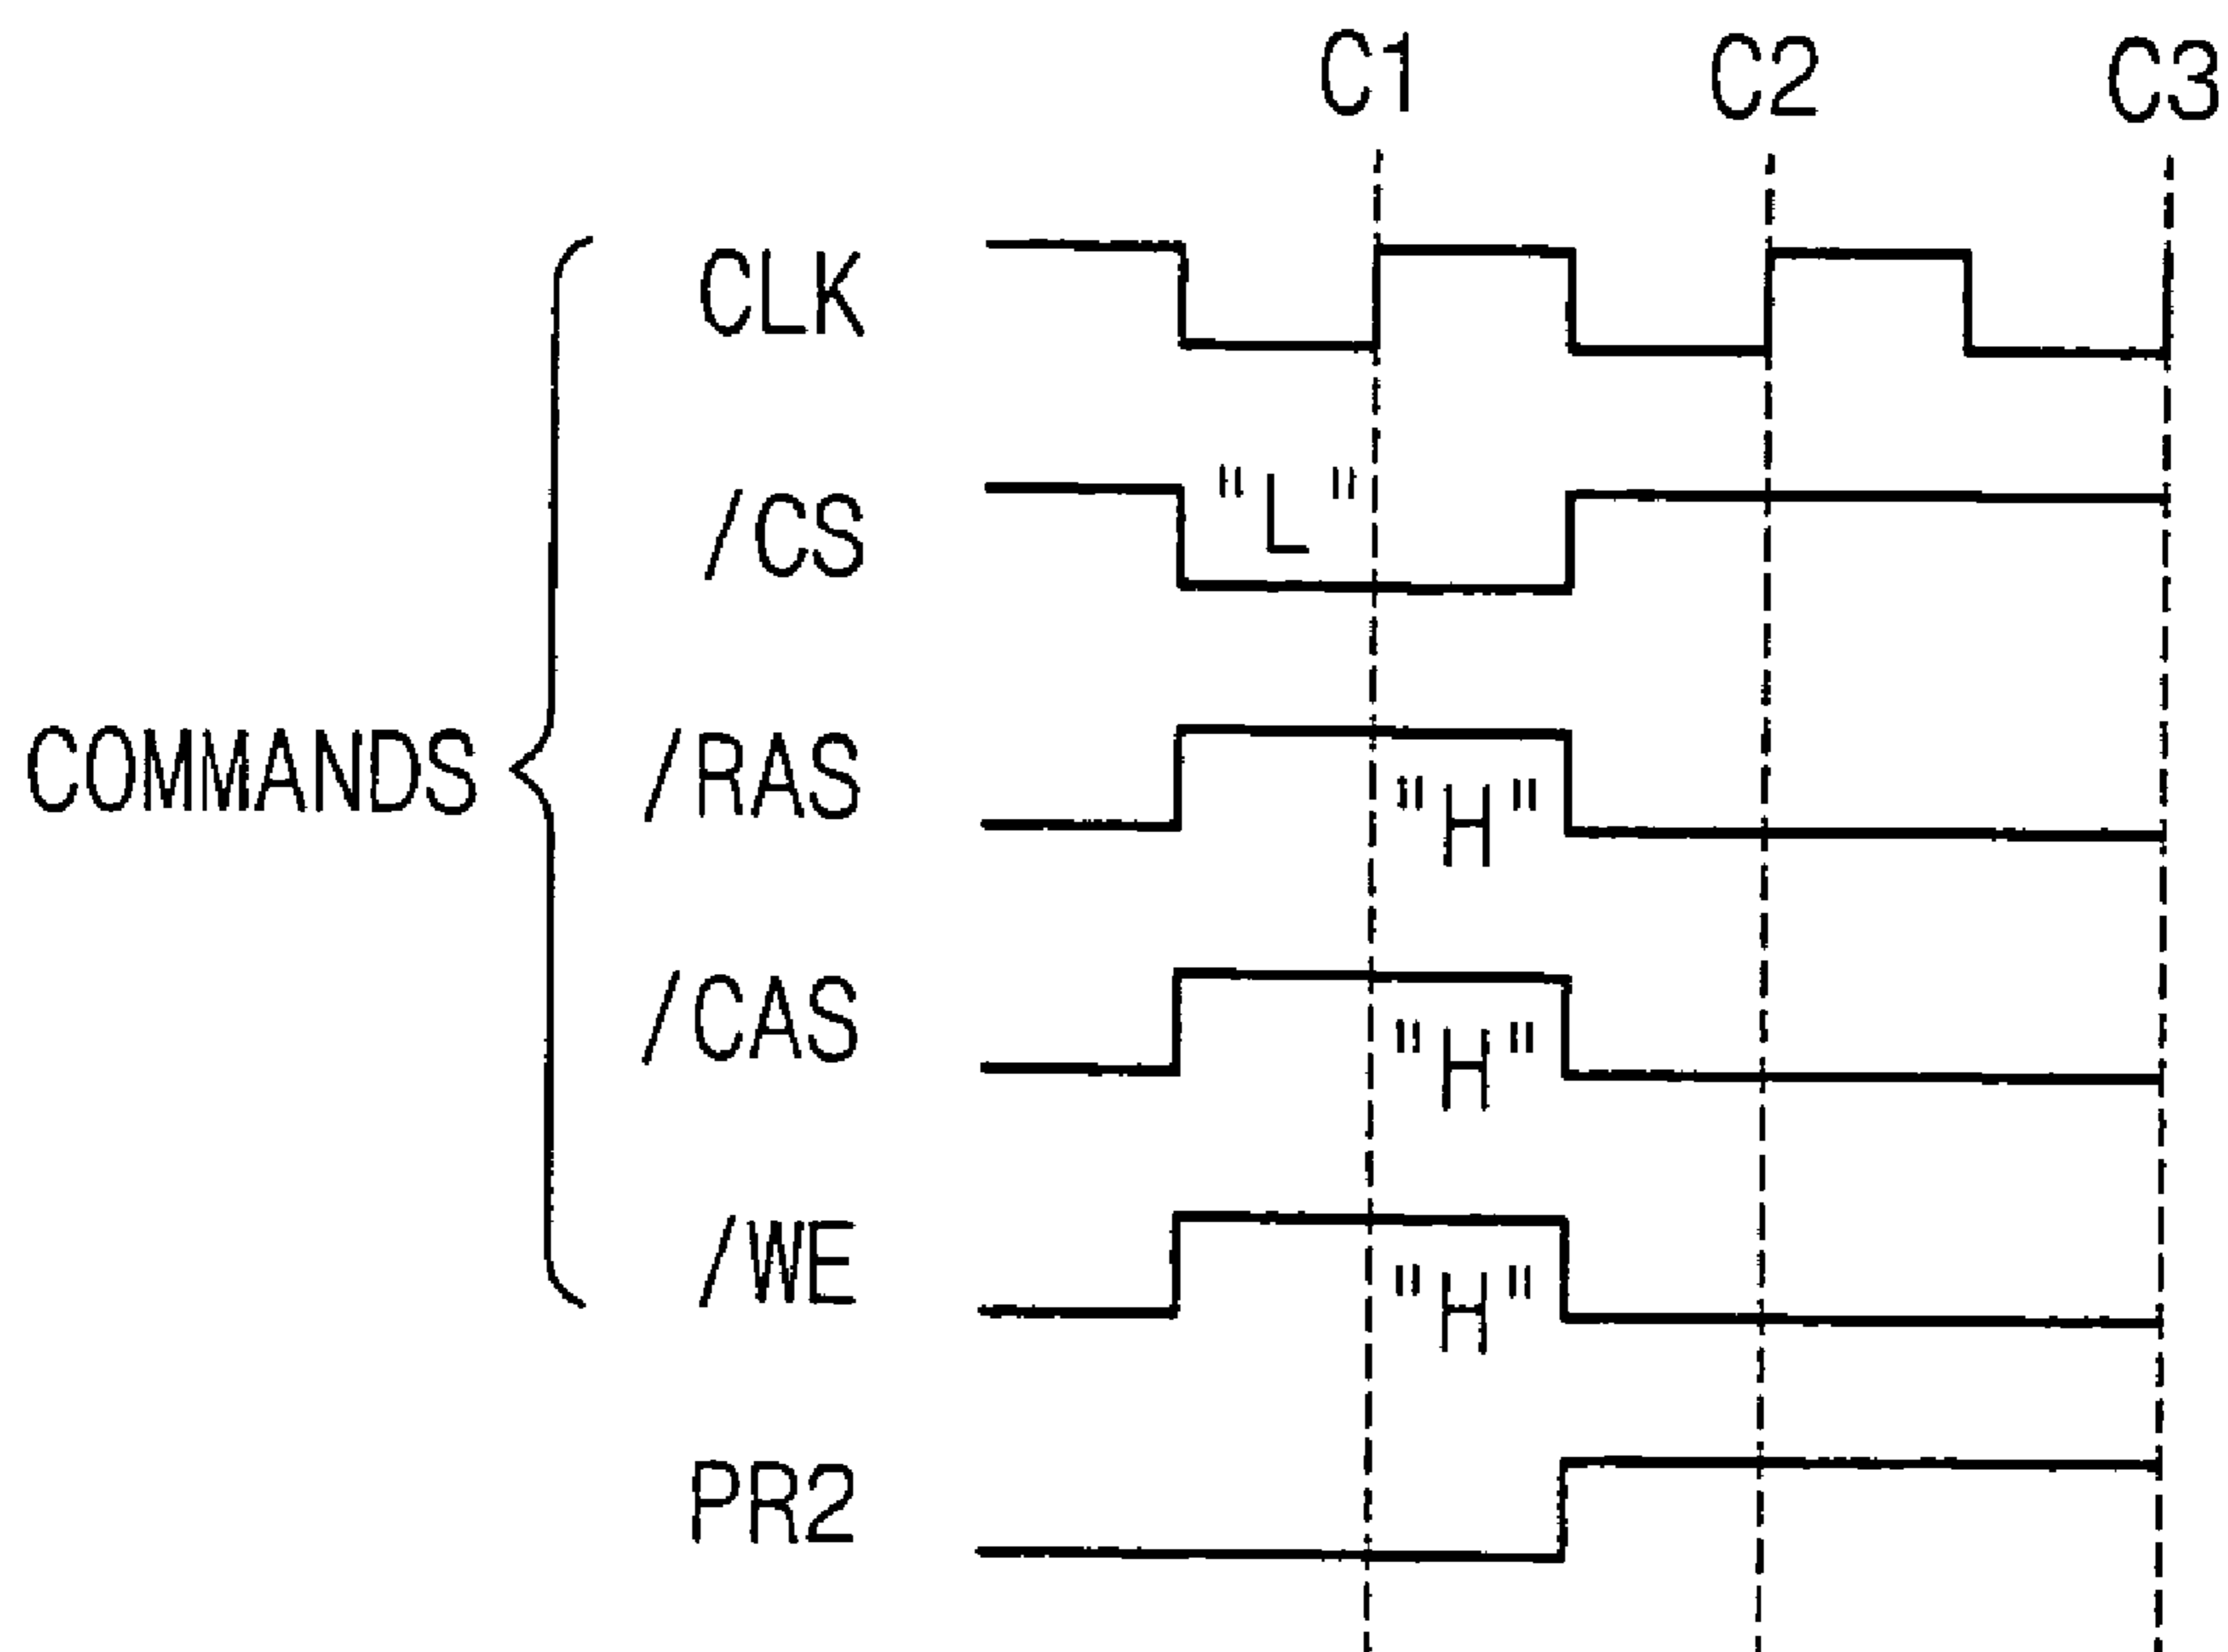 C1 C2 C3
CLK
/CS "L"
COMMANDS /RAS "H"
/CAS "H"
/WE "H"
PR2